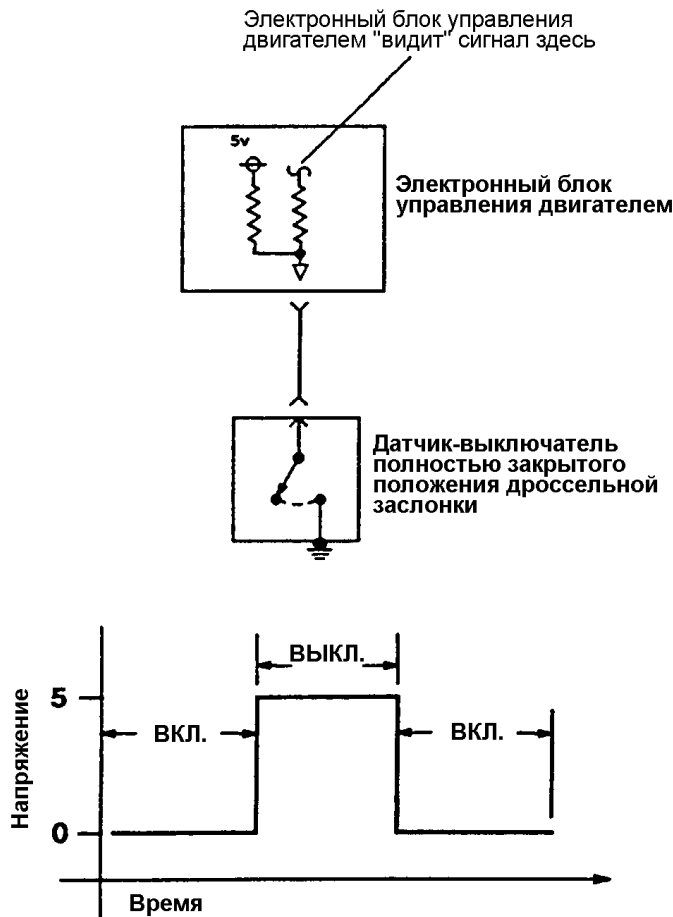 Электронный блок управления
двигателем "видит" сигнал здесь
5v
Электронный блок
управления двигателем
Датчик-выключатель
полностью закрытого
положения дроссельной
заслонки
ВЫКЛ.
5
ВКЛ.
ВКЛ.
Напряжение
0
Время